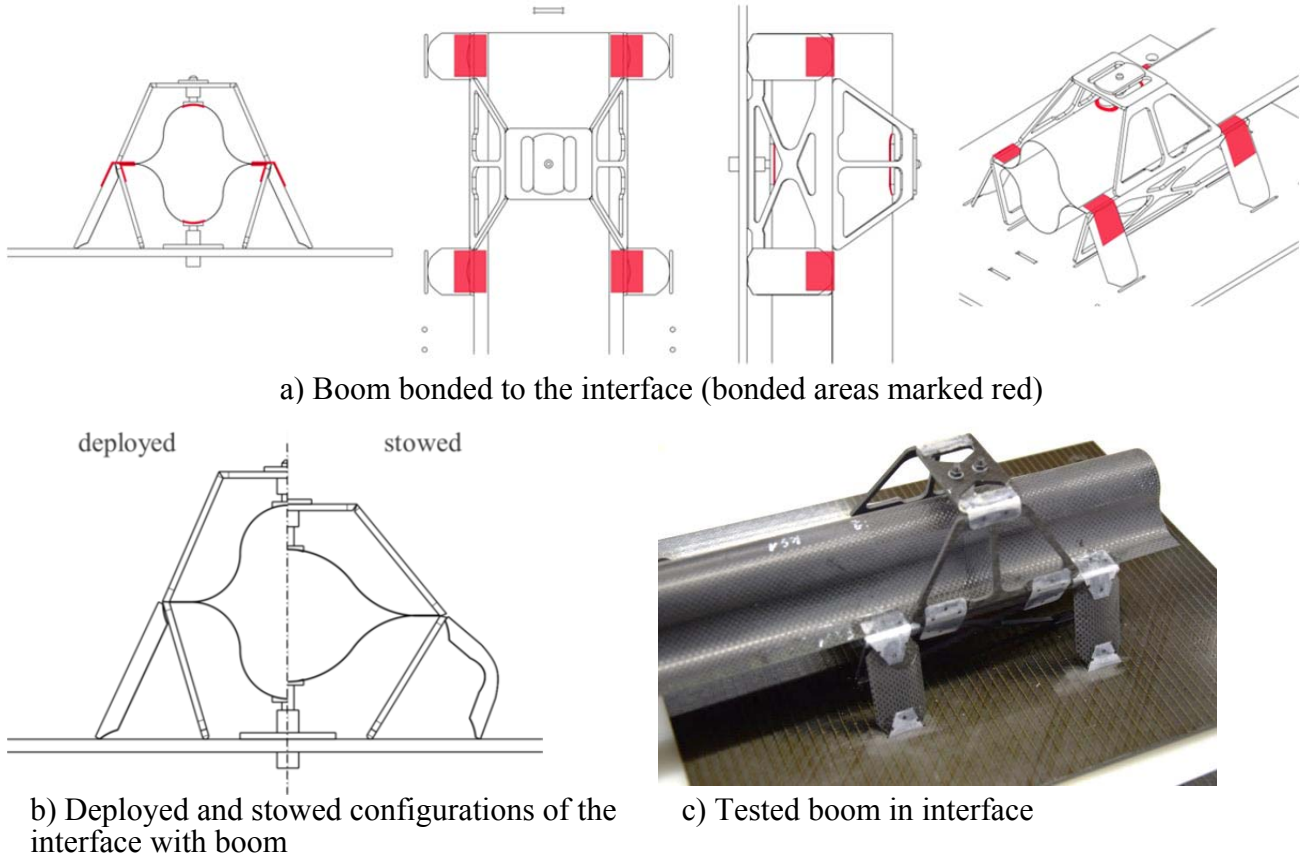 a) Boom bonded to the interface (bonded areas marked red)
deployed
stowed
b) Deployed and stowed configurations of the
interface with boom
c) Tested boom in interface